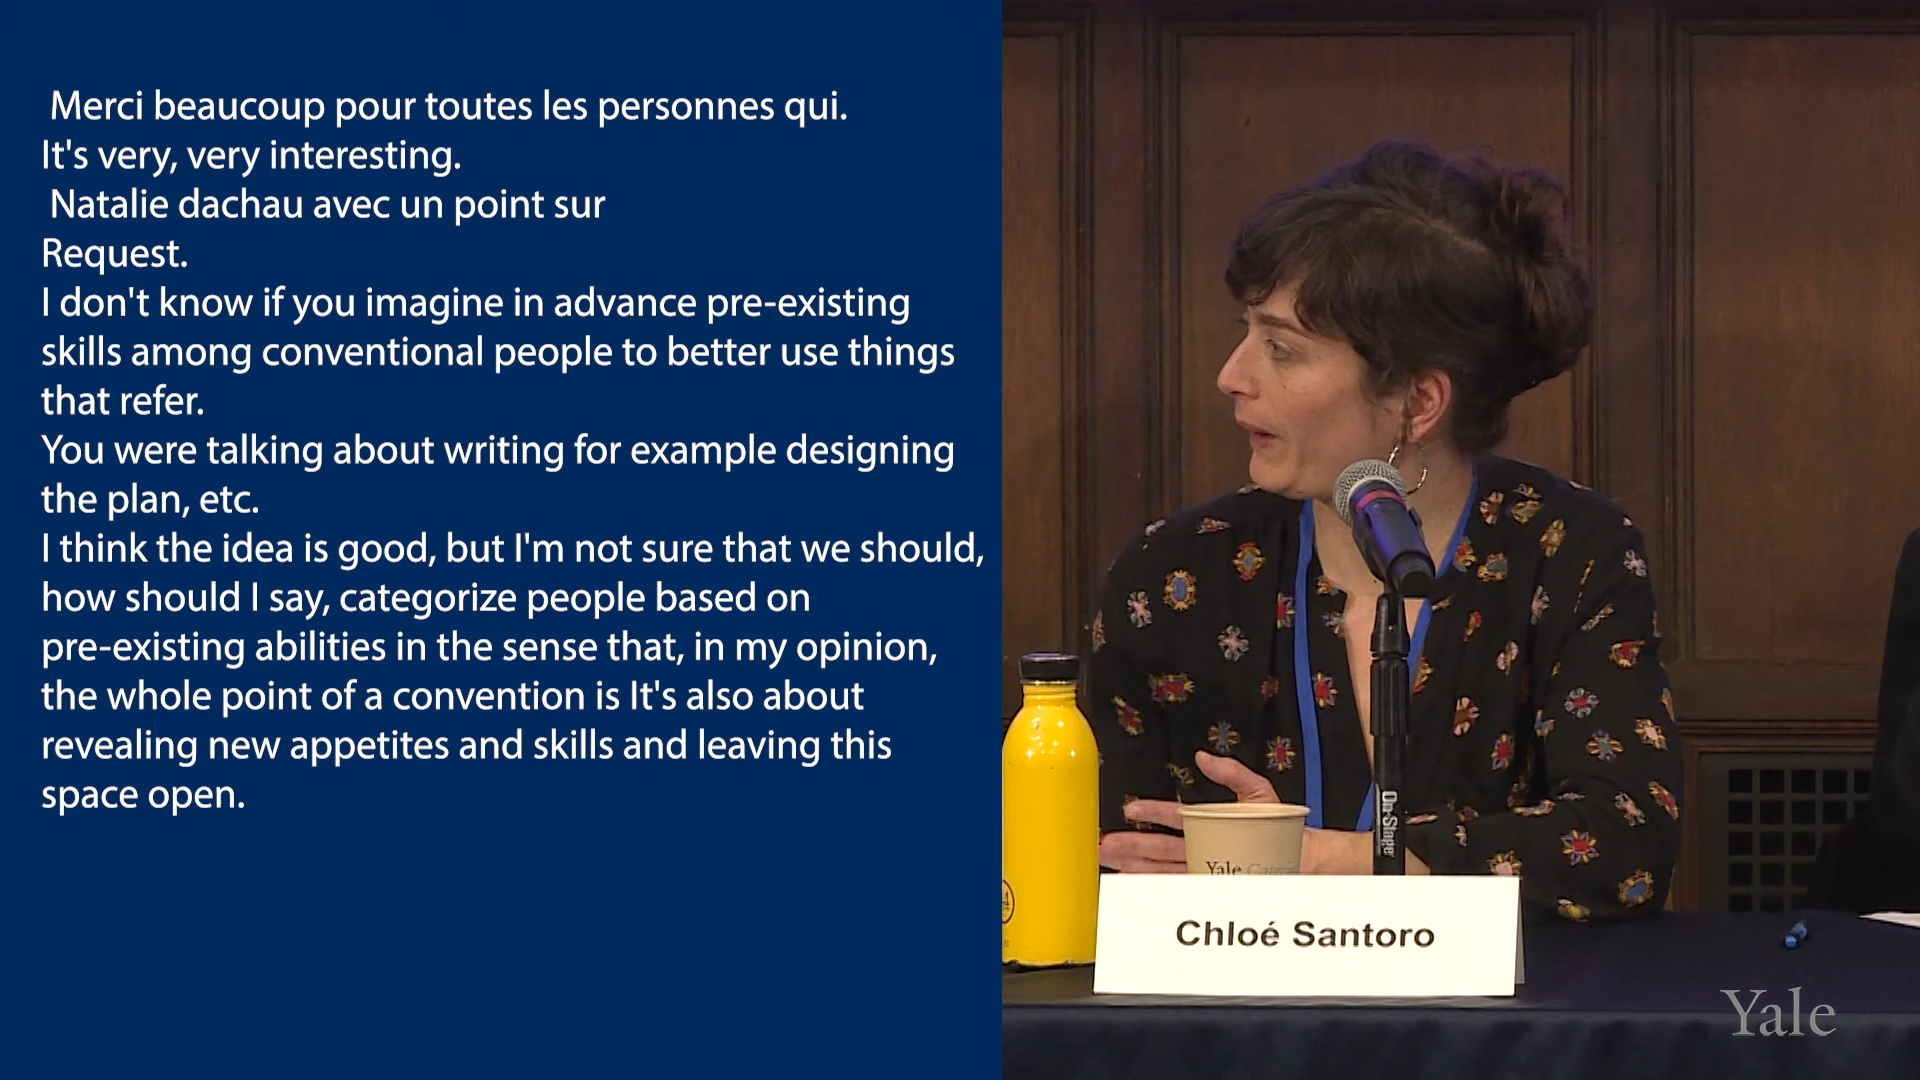 Merci beaucoup pour toutes les personnes qui.
It's very, very interesting.
Natalie dachau avec un point sur
Request.
I don't know if you imagine in advance pre-existing
skills among conventional people to better use things
that refer.
You were talking about writing for example designing
the plan, etc.
I think the idea is good, but I'm not sure that we should,
how should I say, categorize people based on
pre-existing abilities in the sense that, in my opinion,
the whole point of a convention is It's also about
revealing new appetites and skills and leaving this
space open.
On-Stage
Yale
Chloé Santoro
Yale